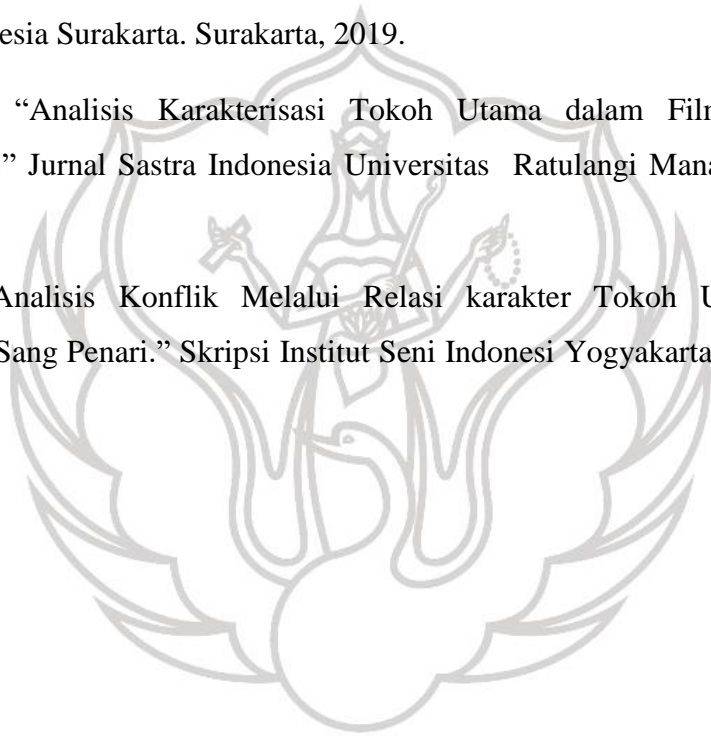 esia Surakarta. Surakarta, 2019.
“Analisis Karakterisasi Tokoh Utama dalam Film
” Jurnal Sastra Indonesia Universitas Ratulangi Mana
Analisis Konflik Melalui Relasi karakter Tokoh U
Sang Penari.” Skripsi Institut Seni Indonesi Yogyakarta